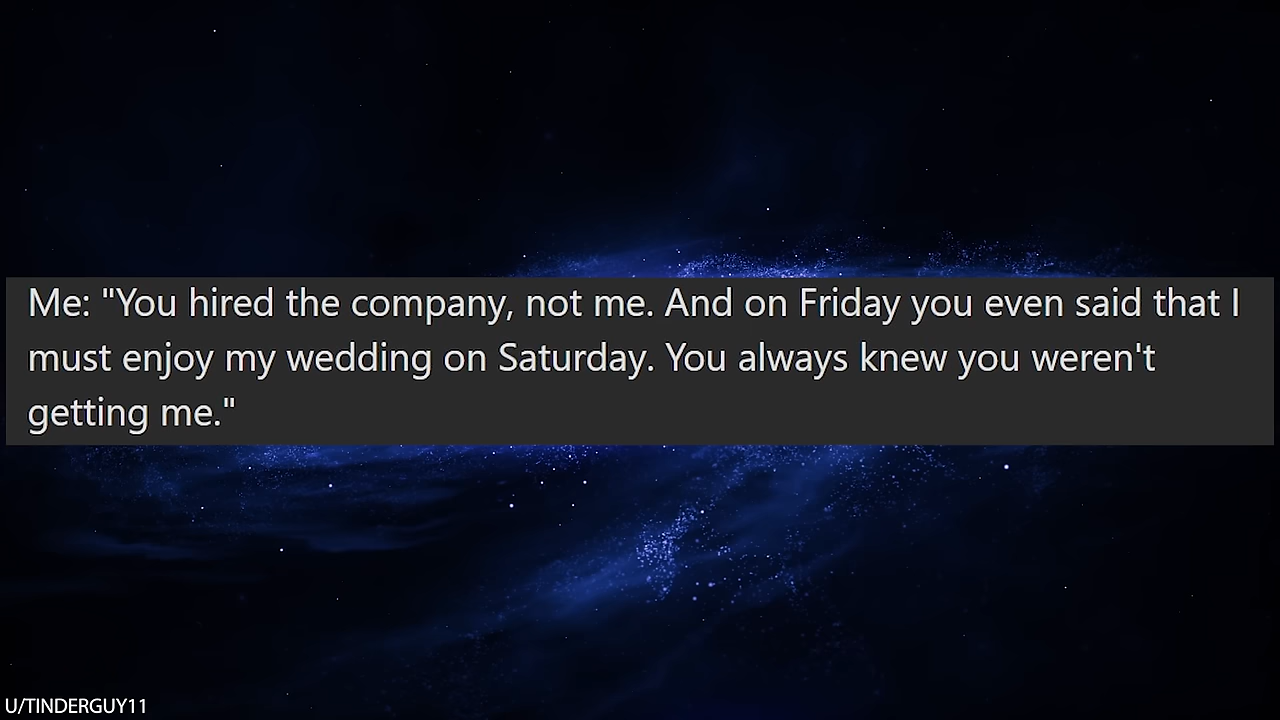 Me: "You hired the company, not me. And on Friday you even said that I
must enjoy my wedding on Saturday. You always knew you weren't
getting me."
U/TINDERGUY11